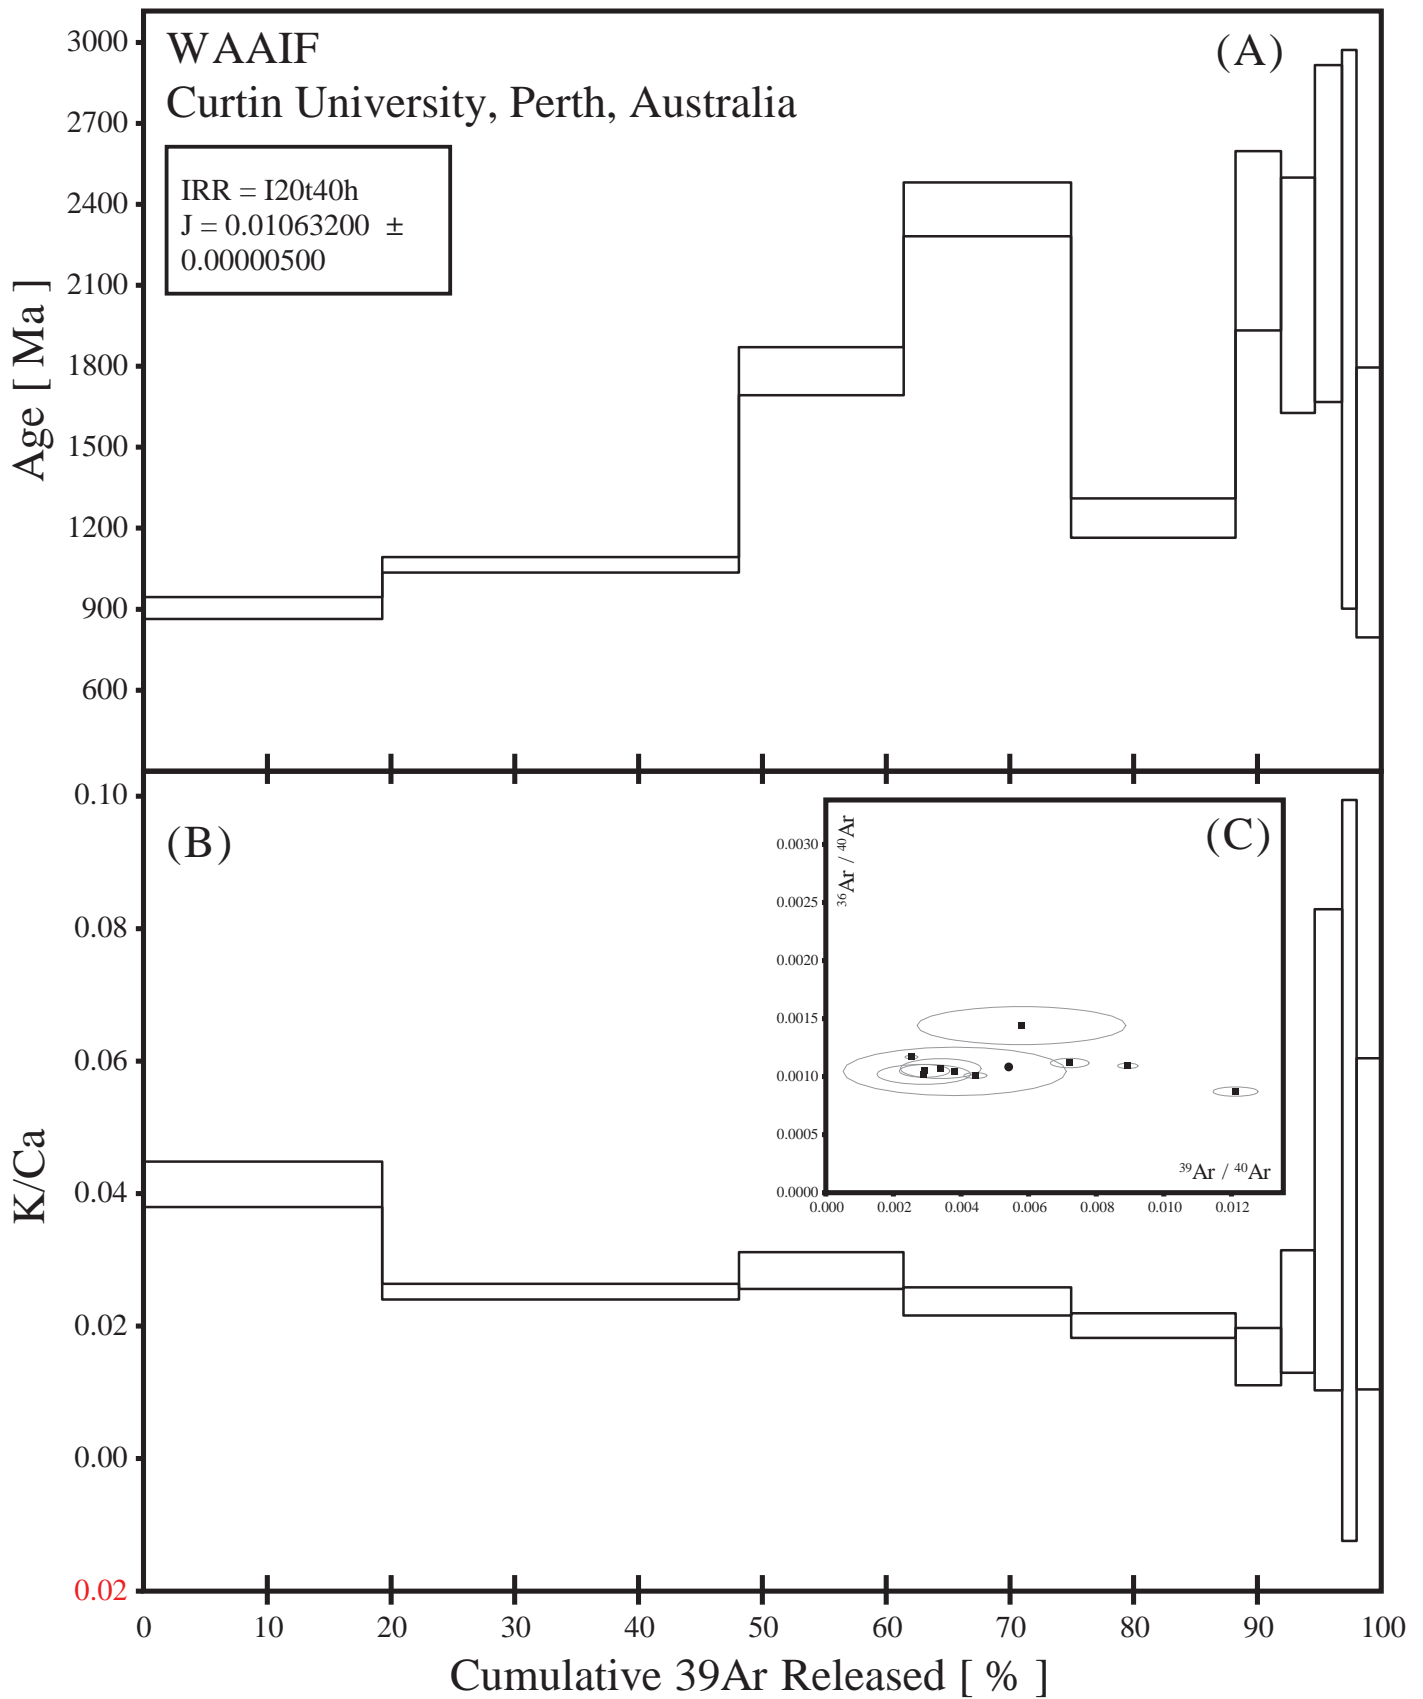 WAAIF
(A)
Curtin University, Perth, Australia
IRR = I20t40h
J = 0.01063200 ±
0.00000500
3000
2700
2400
2100
1800
1500
1200
900
600
Age [ Ma ]
(B)
0.10
0.08
0.06
0.04
0.02
0.00
0.02
K/Ca
(C)
36Ar / 40Ar
0.0030
0.0025
0.0020
0.0015
0.0010
0.0005
0.0000
39Ar / 40Ar
0.000 0.002 0.004 0.006 0.008 0.010 0.012
0 10 20 30 40 50 60 70 80 90 100
Cumulative 39Ar Released [ % ]